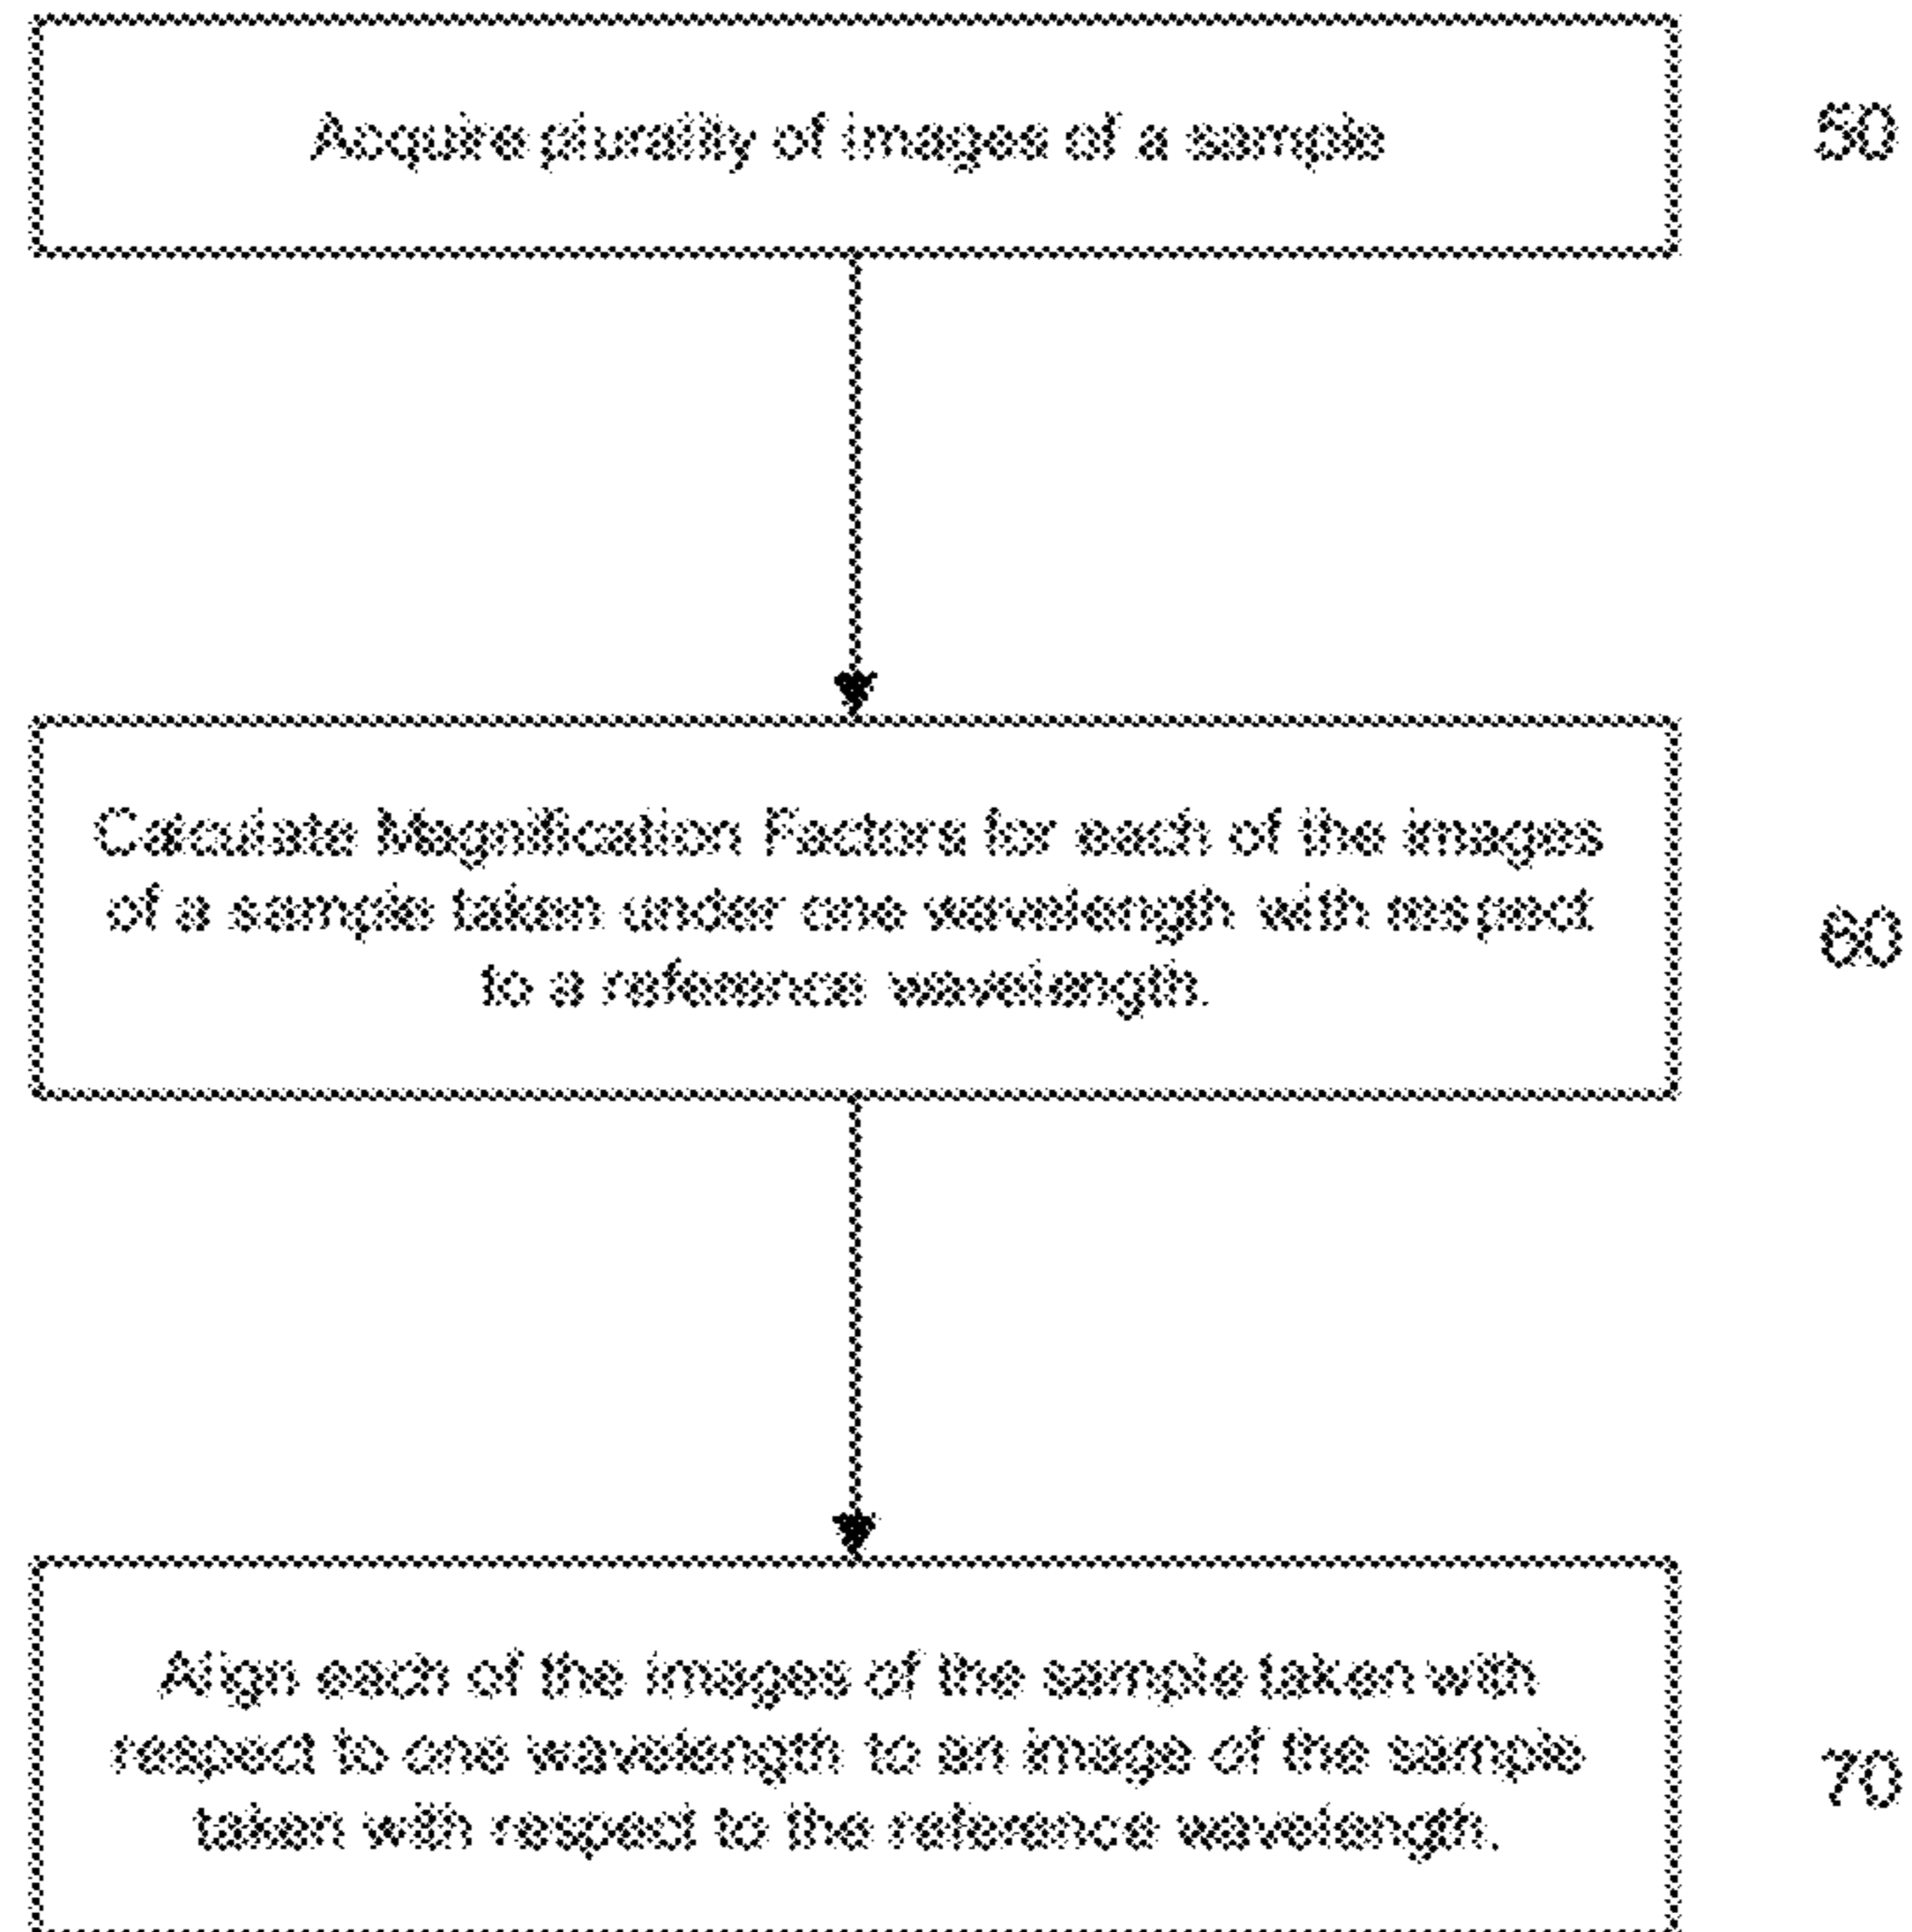 Acquire plurality of images of a sample
50
Calculate Magnification Factors for each of the images
of a sample taken under one wavelength with respect
to a reference wavelength.
60
Align each of the images of the sample taken with
respect to one wavelength to an image of the sample
taken with respect to the reference wavelength.
70